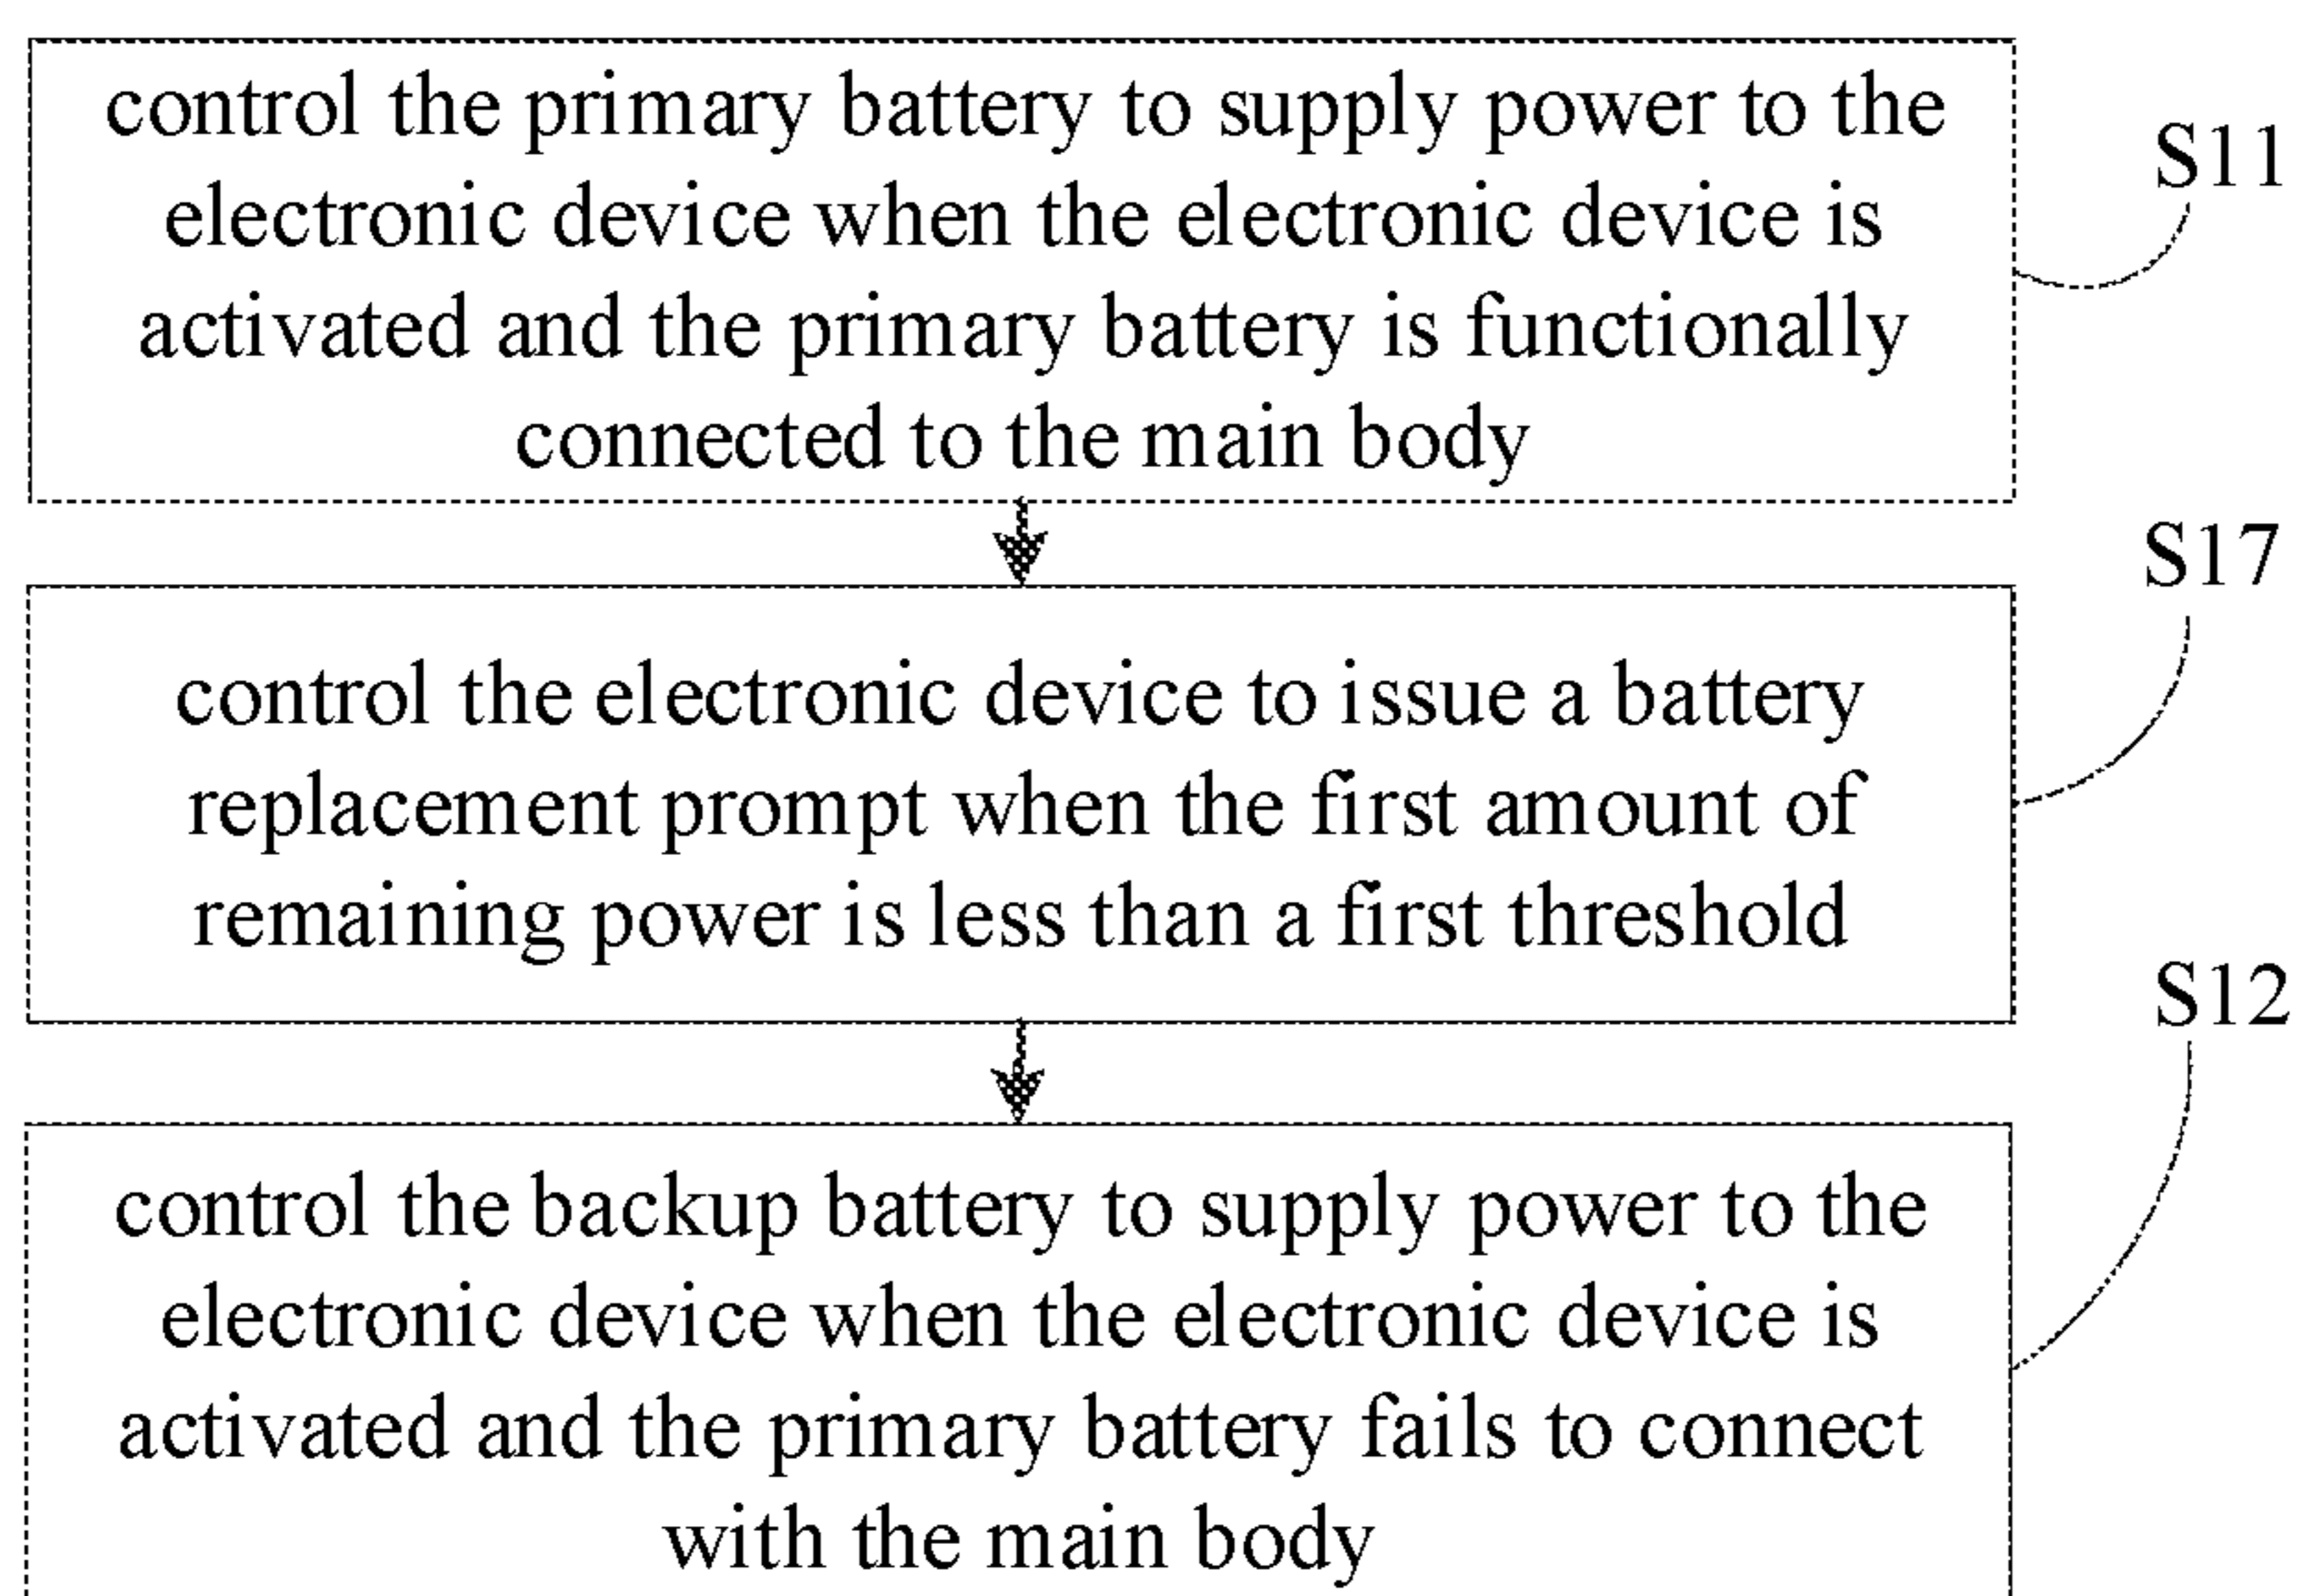 control the primary battery to supply power to the
electronic device when the electronic device is
activated and the primary battery is functionally
connected to the main body
S11
control the electronic device to issue a battery
replacement prompt when the first amount of
remaining power is less than a first threshold
S17
control the backup battery to supply power to the
electronic device when the electronic device is
activated and the primary battery fails to connect
with the main body
S12